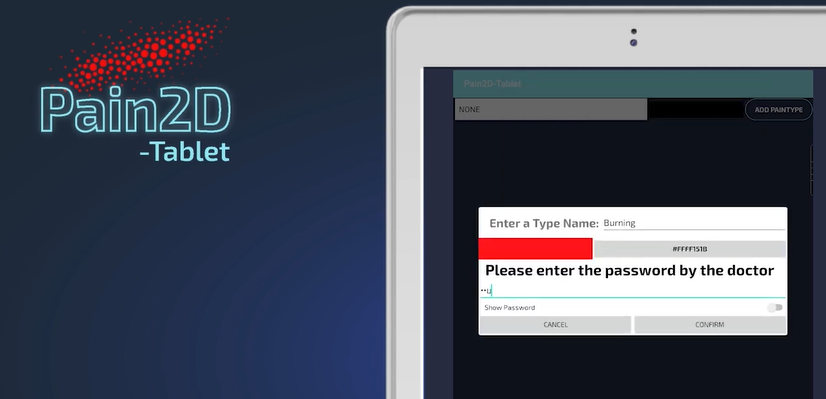 Pain2D
-Tablet
Pain2D-Tablet
NONE
ADD PAINTYPE
Enter a Type Name: Burning
#FFFF151B
Please enter the password by the doctor
••u
Show Password
CANCEL
CONFIRM